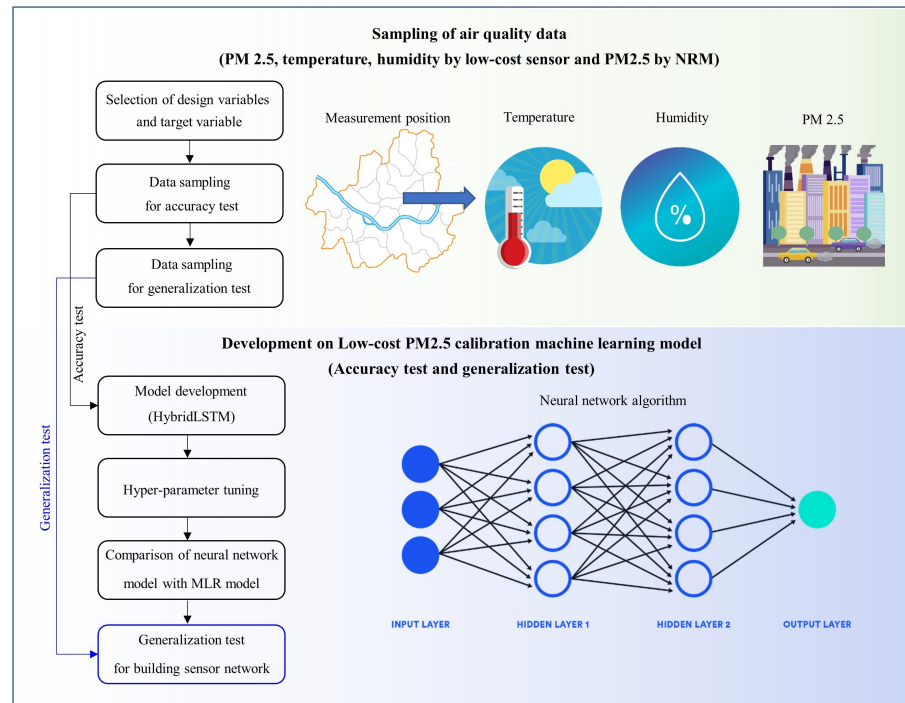 Sampling of air quality data
(PM 2.5, temperature, humidity by low-cost sensor and PM2.5 by NRM)
Selection of design variables
and target variable
Data sampling
for accuracy test
Data sampling
for generalization test
Measurement position
Temperature
Humidity
PM 2.5
%
Accuracy test
Generalization test
Development on Low-cost PM2.5 calibration machine learning model
(Accuracy test and generalization test)
Model development
(HybridLSTM)
Hyper-parameter tuning
Comparison of neural network
model with MLR model
Generalization test
for building sensor network
Neural network algorithm
INPUT LAYER
HIDDEN LAYER 1
HIDDEN LAYER 2
OUTPUT LAYER